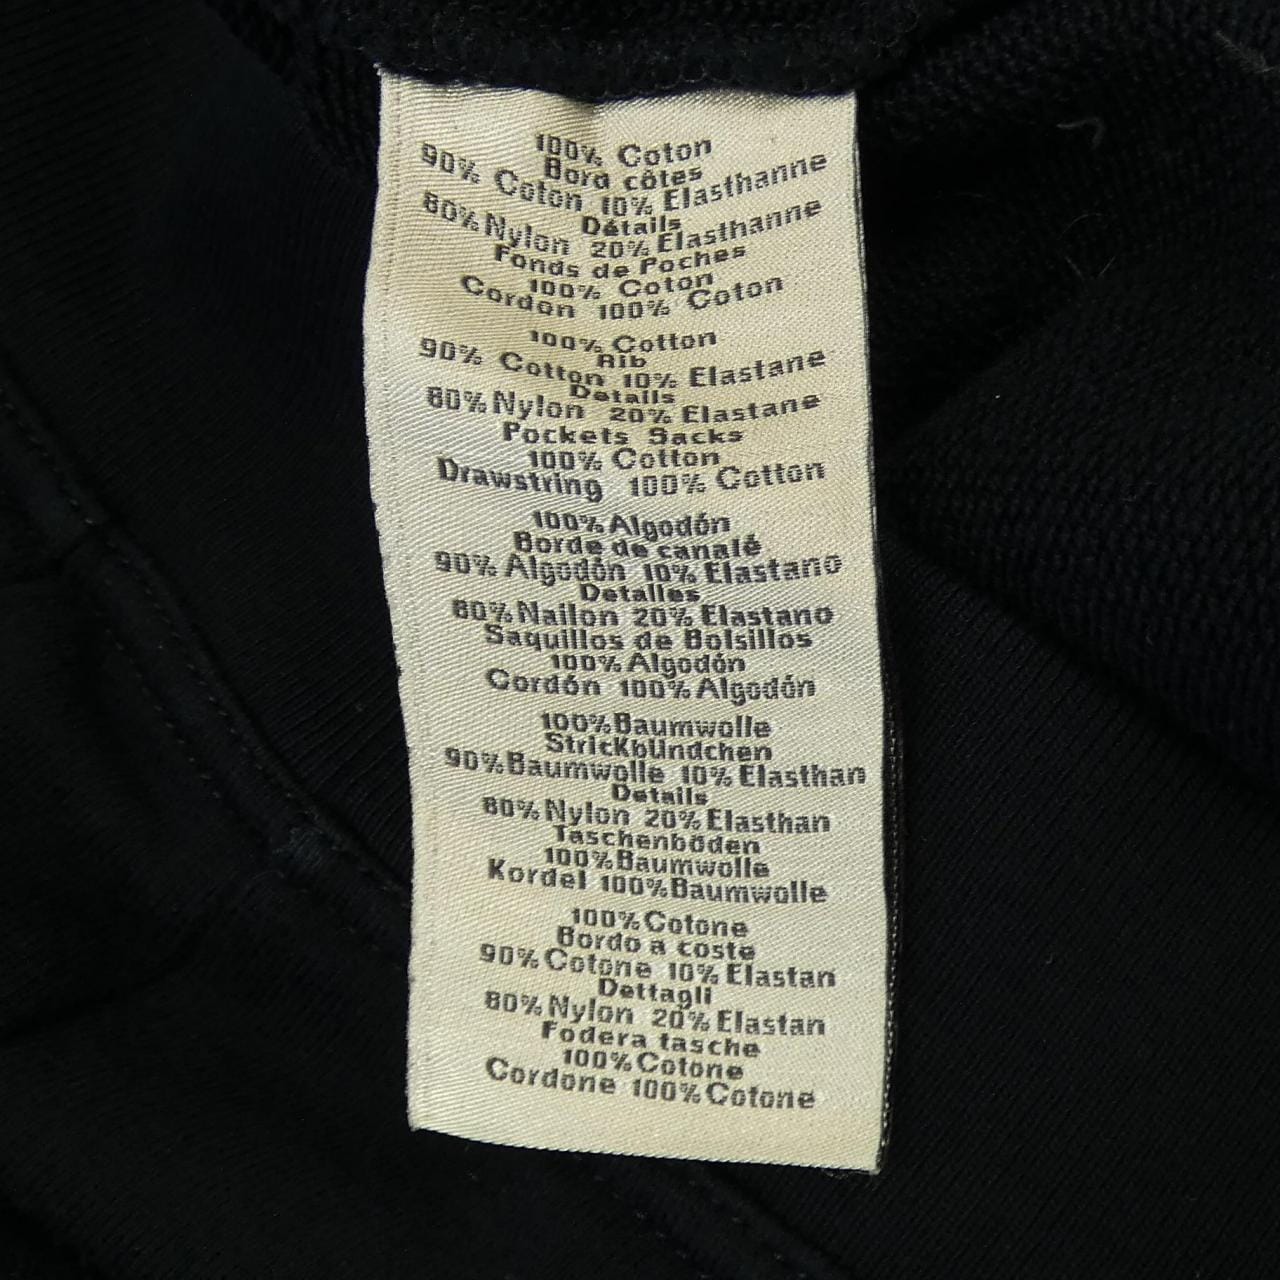 100% Coton
Bord côtes
90% Coton 10% Elasthanne
Détails
80% Nylon 20% Elasthanne
Fonds de Poches
100% Coton
Cordon 100% Coton
100% Cotton
Rib
90% Cotton 10% Elastane
Details
80% Nylon 20% Elastane
Pockets Sacks
100% Cotton
Drawstring 100% Cotton
100% Algodón
Borde de canalé
90% Algodón 10% Elastano
Detalles
80% Nailon 20% Elastano
Saquillos de Bolsillos
100% Algodón
Cordón 100% Algodón
100% Baumwolle
StricKbUndchen
90% Baumwolle 10% Elasthan
Details
80% Nylon 20% Elasthan
Taschenböden
100% Baumwolle
Kordel 100% Baumwolle
100% Cotone
Bordo a coste
90% Cotone 10% Elastan
Dettagli
80% Nylon 20% Elastan
Fodera tasche
100% Cotone
Cordone 100% Cotone